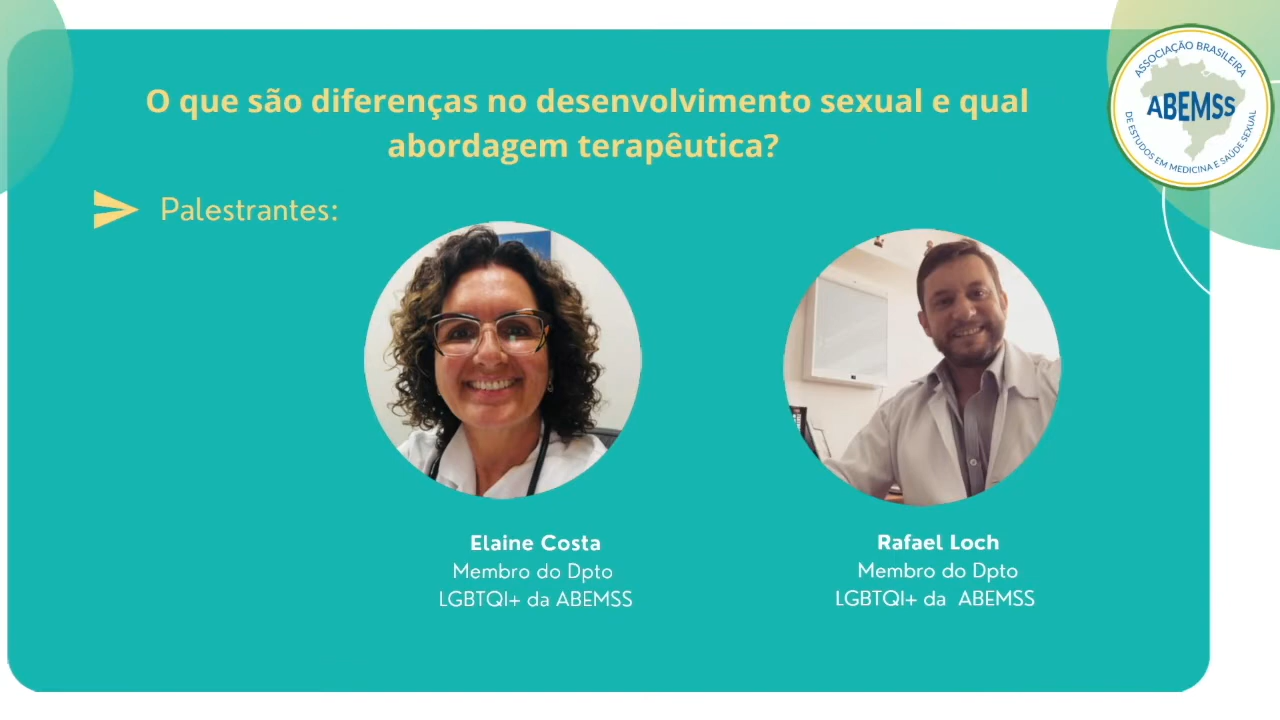 O que são diferenças no desenvolvimento sexual e qual
abordagem terapêutica?
ASSOCIAÇÃO BRASILEIRA
ABEMSS
DE ESTUDOS EM MEDICINA E SAÚDE SEXUAL
Palestrantes:
Elaine Costa
Membro do Dpto
LGBTQI+ da ABEMSS
Rafael Loch
Membro do Dpto
LGBTQI+ da ABEMSS